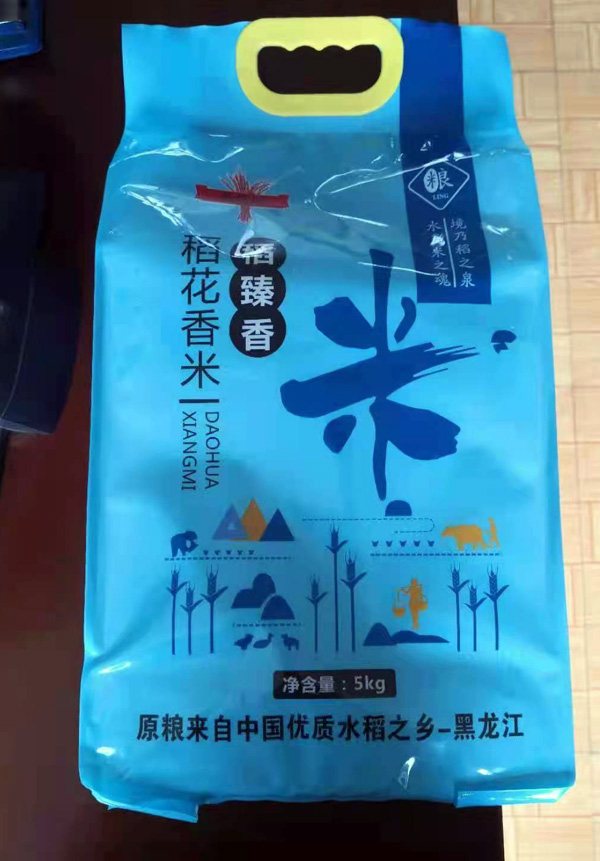 粮
LING
境乃稻之泉
水 米之魂
稻臻香
稻花香米
DAOHUA
XIANGMI
米
净含量：5kg
原粮来自中国优质水稻之乡-黑龙江